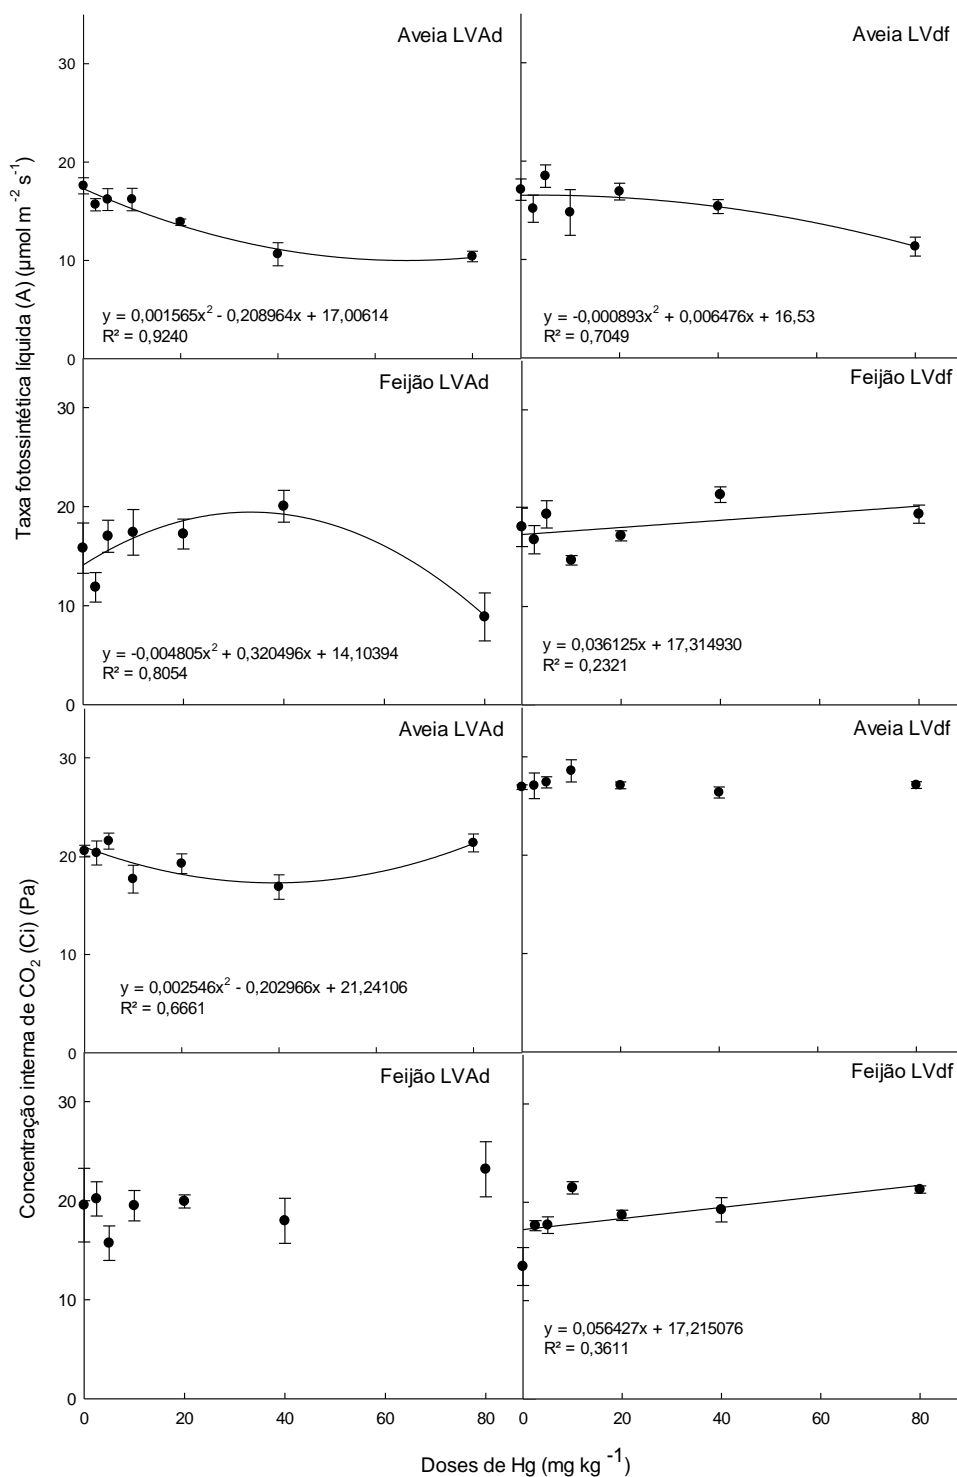 Taxa fotossintética líquida (A) (μmol m⁻² s⁻¹)
Aveia LVAd
30
20
10
0
y = 0,001565x² - 0,208964x + 17,00614
R² = 0,9240
Aveia LVdf
y = -0,000893x² + 0,006476x + 16,53
R² = 0,7049
Feijão LVAd
30
20
10
0
y = -0,004805x² + 0,320496x + 14,10394
R² = 0,8054
Feijão LVdf
y = 0,036125x + 17,314930
R² = 0,2321
Concentração interna de CO₂ (Ci) (Pa)
Aveia LVAd
30
20
10
0
y = 0,002546x² - 0,202966x + 21,24106
R² = 0,6661
Aveia LVdf
Feijão LVAd
30
20
10
0
0 20 40 60 80
Feijão LVdf
y = 0,056427x + 17,215076
R² = 0,3611
0 20 40 60 80
Doses de Hg (mg kg⁻¹)